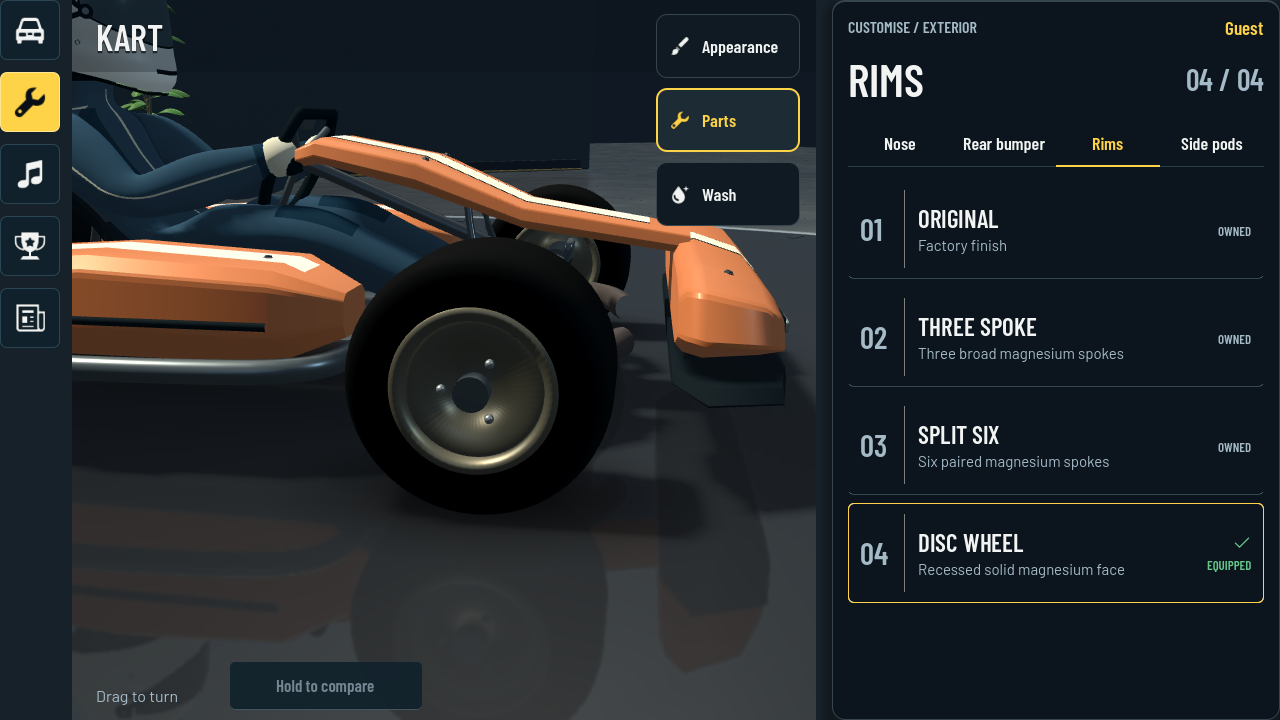 KART
Appearance
Parts
Wash
Drag to turn
Hold to compare
CUSTOMISE / EXTERIOR
Guest
RIMS
04 / 04
Nose
Rear bumper
Rims
Side pods
01
ORIGINAL
Factory finish
OWNED
02
THREE SPOKE
Three broad magnesium spokes
OWNED
03
SPLIT SIX
Six paired magnesium spokes
OWNED
04
DISC WHEEL
Recessed solid magnesium face
EQUIPPED